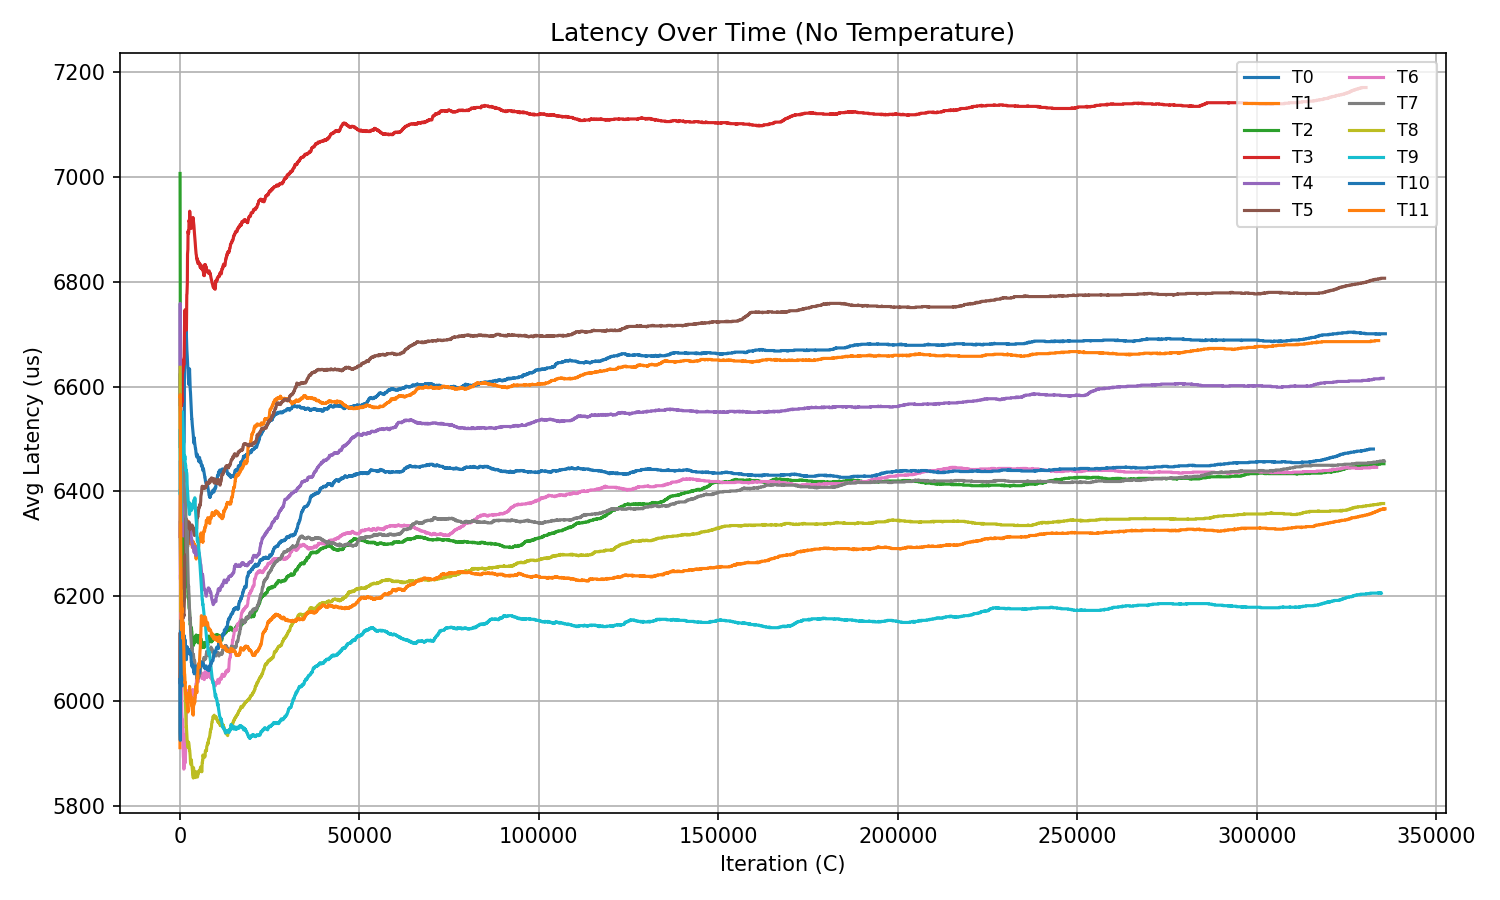 Latency Over Time (No Temperature)
7200
7000
6800
6600
6400
6200
6000
5800
Avg Latency (us)
T0
T1
T2
T3
T4
T5
T6
T7
T8
T9
T10
T11
0
50000
100000
150000
200000
250000
300000
350000
Iteration (C)